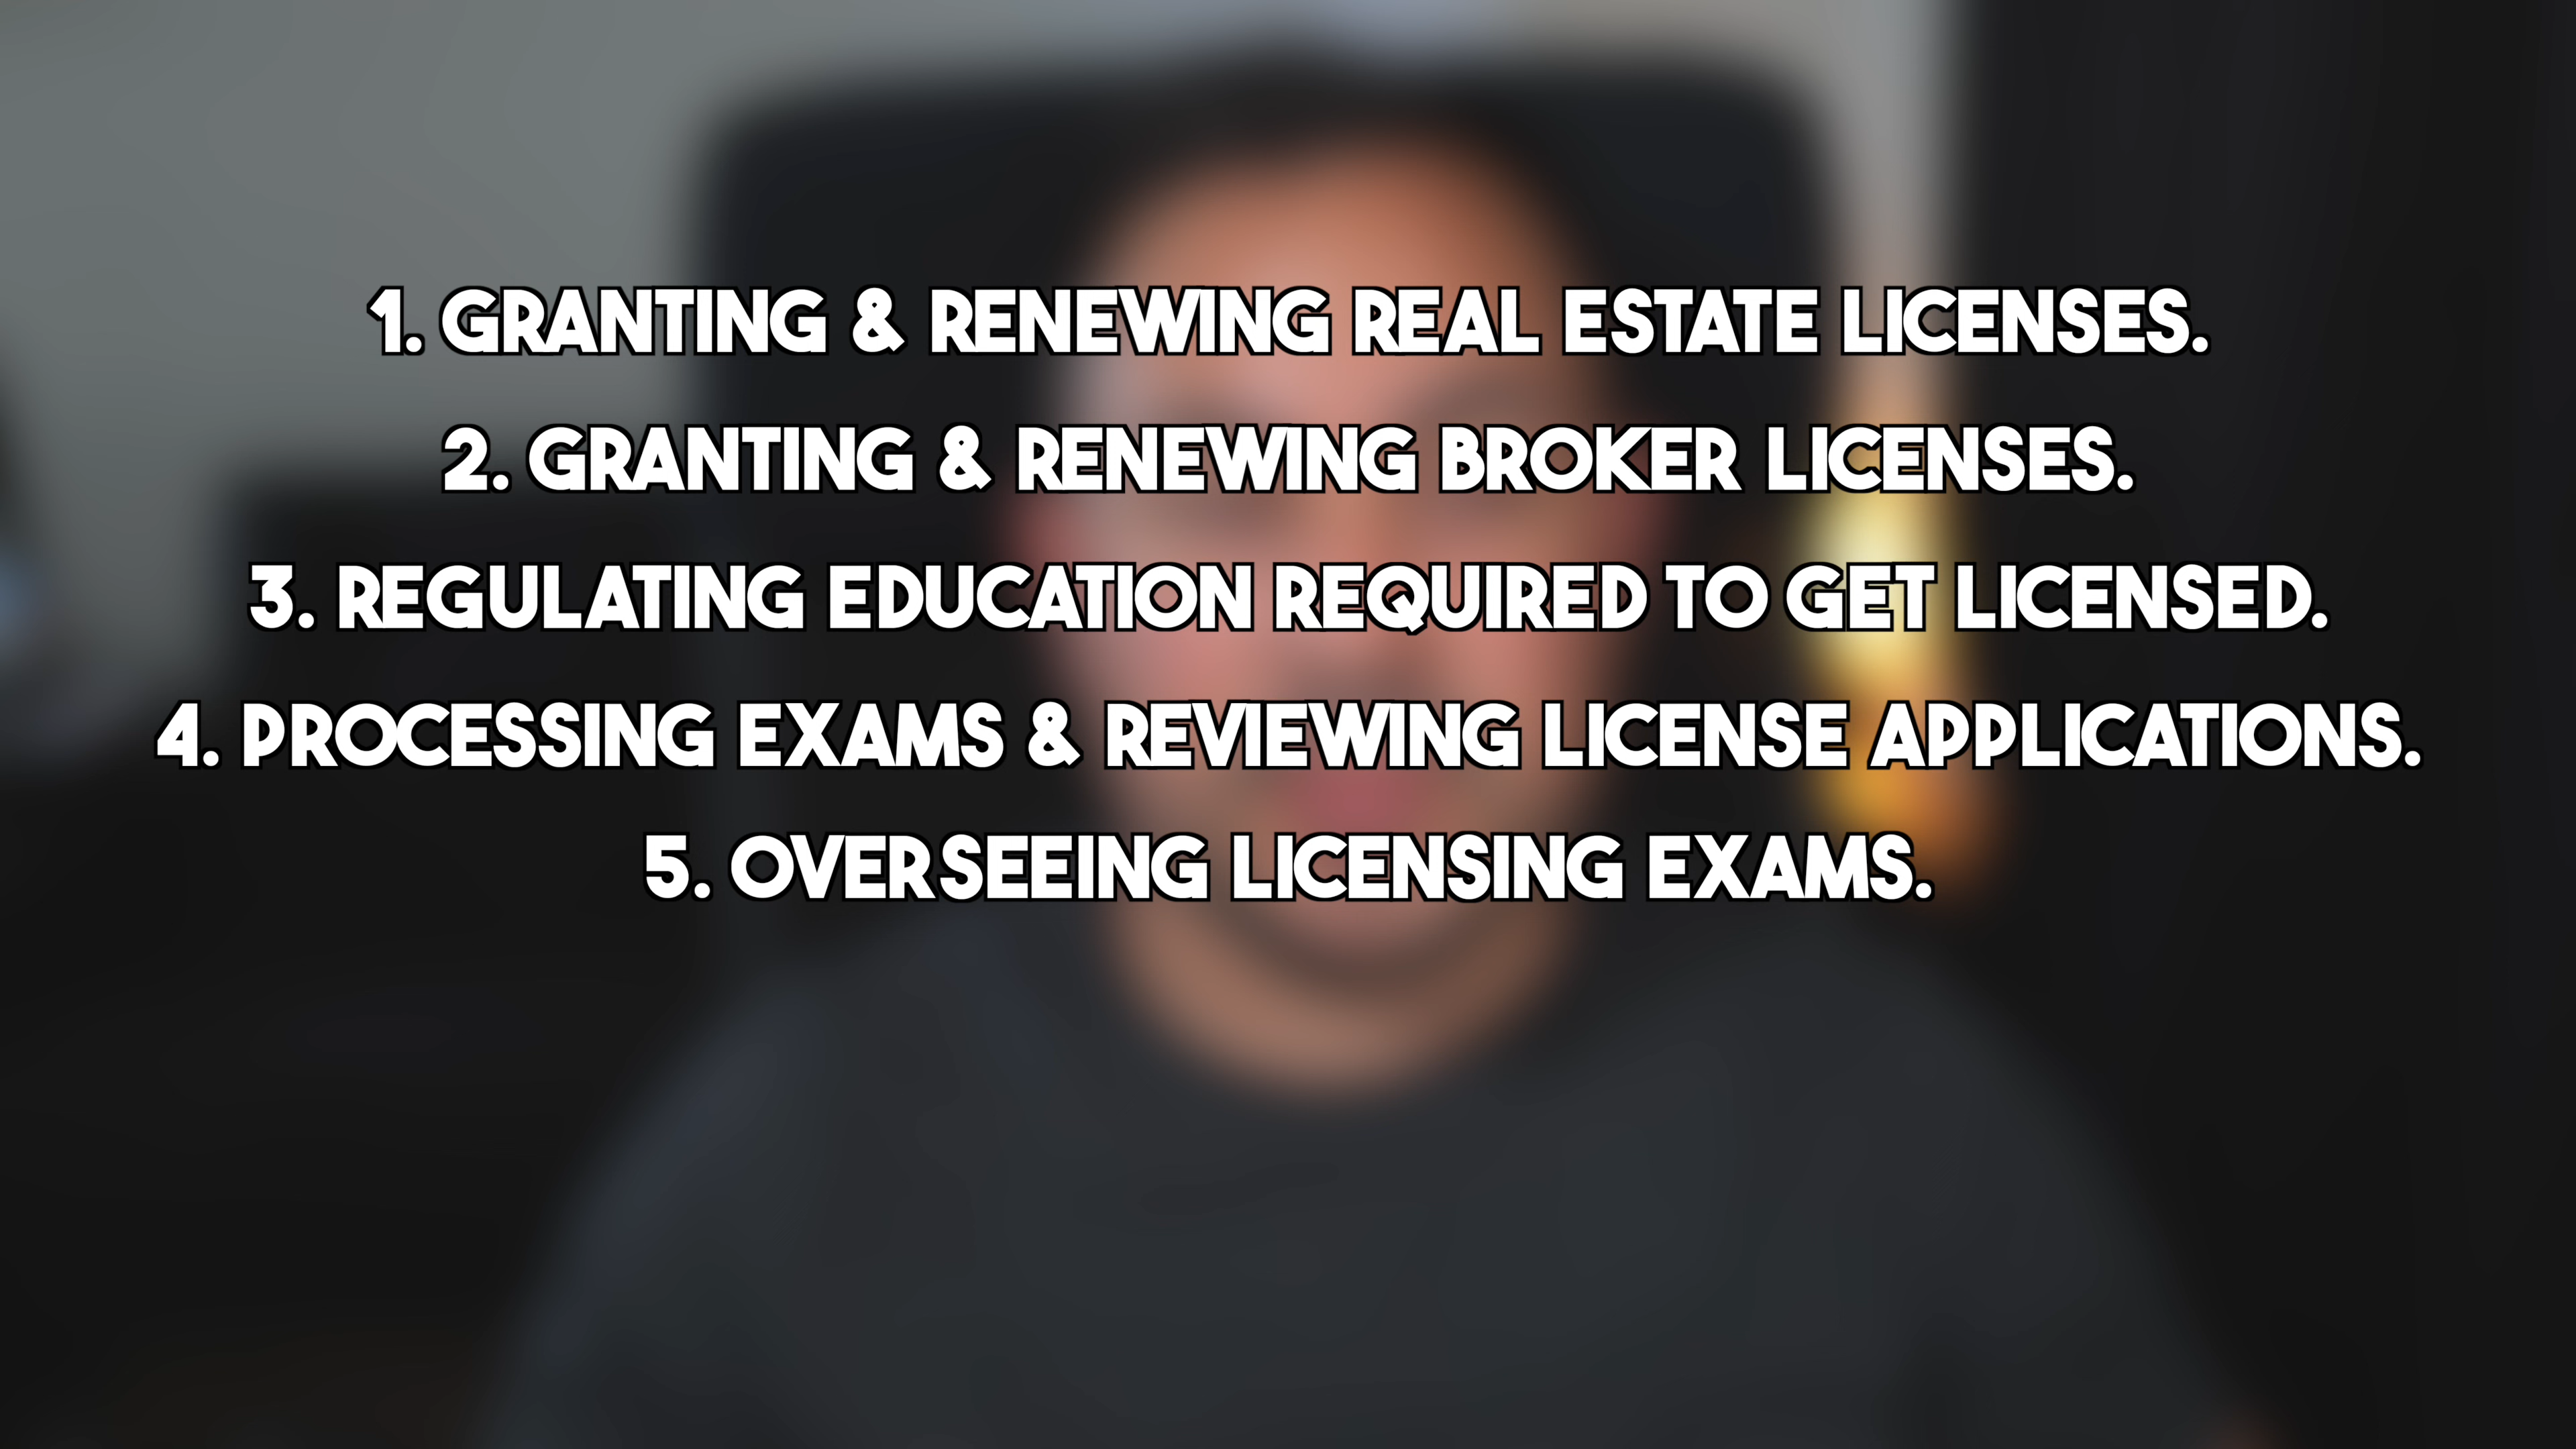 1. GRANTING & RENEWING REAL ESTATE LICENSES.
2. GRANTING & RENEWING BROKER LICENSES.
3. REGULATING EDUCATION REQUIRED TO GET LICENSED.
4. PROCESSING EXAMS & REVIEWING LICENSE APPLICATIONS.
5. OVERSEEING LICENSING EXAMS.